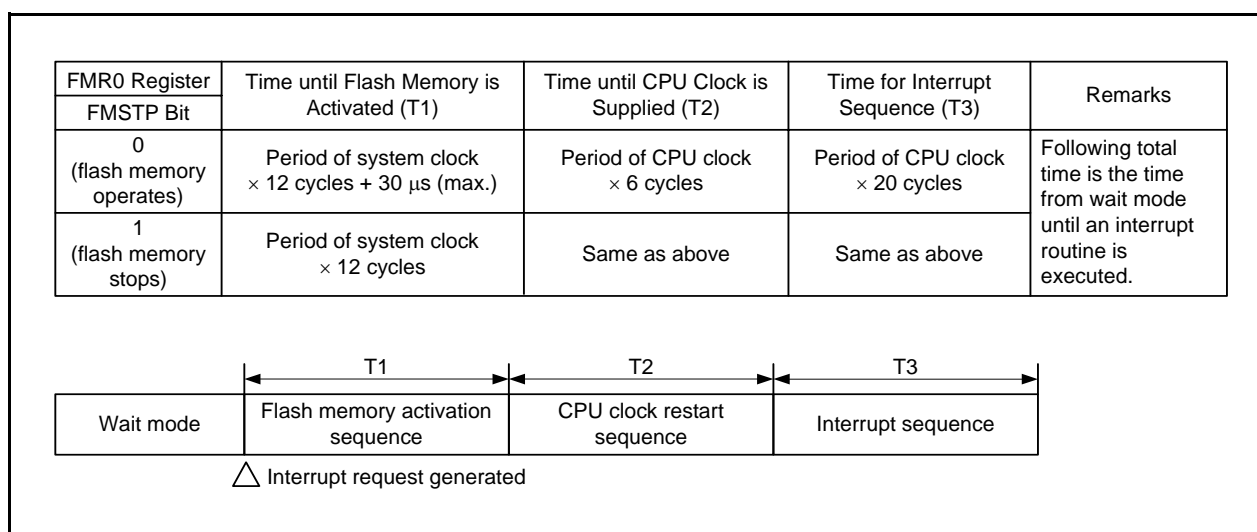 FMR0 Register
FMSTP Bit
Time until Flash Memory is
Activated (T1)
Time until CPU Clock is
Supplied (T2)
Time for Interrupt
Sequence (T3)
Remarks
0
(flash memory
operates)
Period of system clock
× 12 cycles + 30 μs (max.)
Period of CPU clock
× 6 cycles
Period of CPU clock
× 20 cycles
Following total
time is the time
from wait mode
until an interrupt
routine is
executed.
1
(flash memory
stops)
Period of system clock
× 12 cycles
Same as above
Same as above
T1
T2
T3
Wait mode
Flash memory activation
sequence
CPU clock restart
sequence
Interrupt sequence
Interrupt request generated